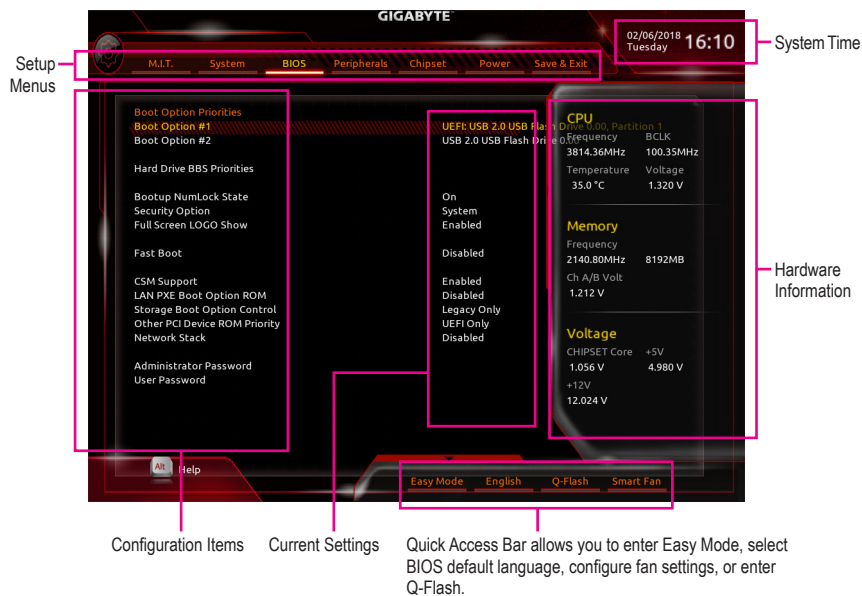 GIGABYTE™
02/06/2018
Tuesday
16:10
System Time
Setup
Menus
M.I.T. System BIOS Peripherals Chipset Power Save & Exit
Boot Option Priorities
Boot Option #1 UEFI: USB 2.0 USB Flash Drive 0.00, Partition 1
Boot Option #2 USB 2.0 USB Flash Drive 0.00
Hard Drive BBS Priorities
Bootup NumLock State On
Security Option System
Full Screen LOGO Show Enabled
Fast Boot Disabled
CSM Support Enabled
LAN PXE Boot Option ROM Disabled
Storage Boot Option Control Legacy Only
Other PCI Device ROM Priority UEFI Only
Network Stack Disabled
Administrator Password
User Password
CPU
Frequency BCLK
3814.36MHz 100.35MHz
Temperature Voltage
35.0 °C 1.320 V
Memory
Frequency
2140.80MHz 8192MB
Ch A/B Volt
1.212 V
Voltage
CHIPSET Core +5V
1.056 V 4.980 V
+12V
12.024 V
Hardware
Information
Alt Help
Easy Mode English Q-Flash Smart Fan
Configuration Items
Current Settings
Quick Access Bar allows you to enter Easy Mode, select
BIOS default language, configure fan settings, or enter
Q-Flash.